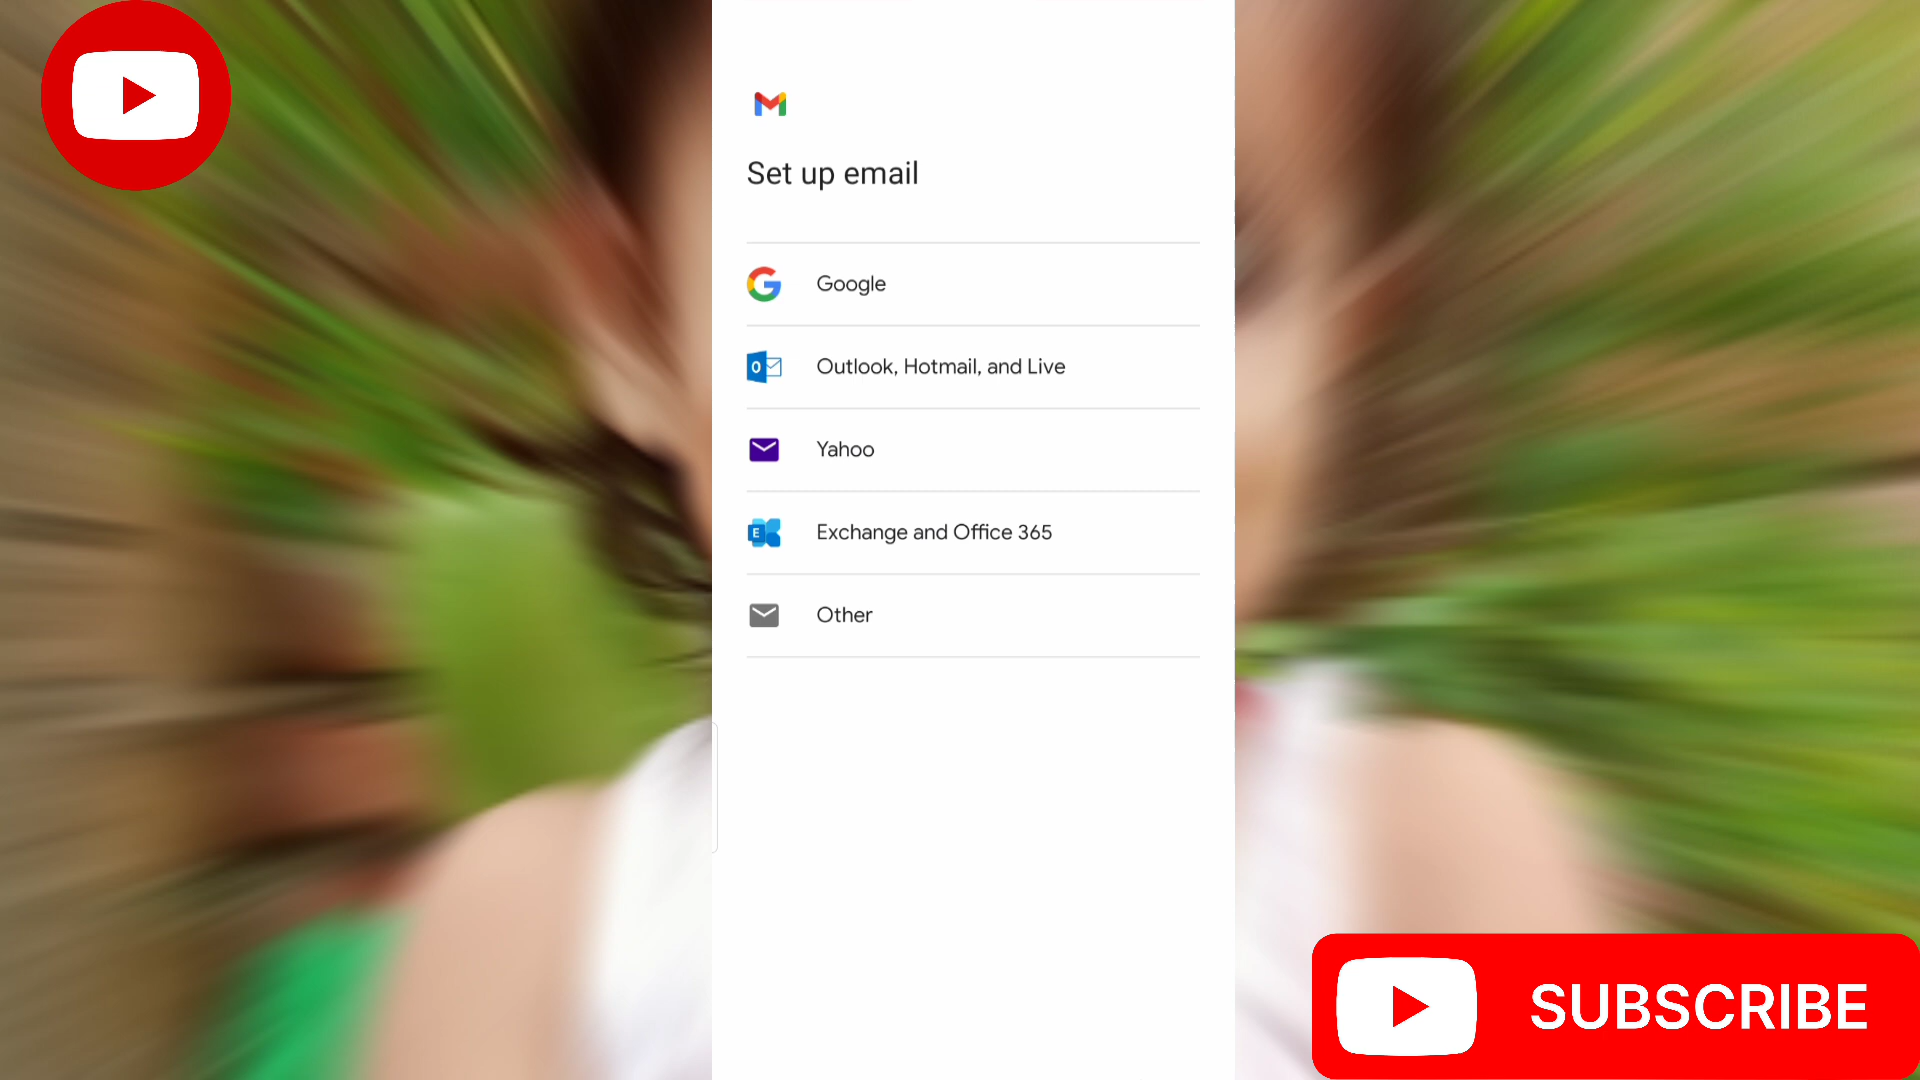 Set up email
Google
Outlook, Hotmail, and Live
Yahoo
Exchange and Office 365
Other
SUBSCRIBE